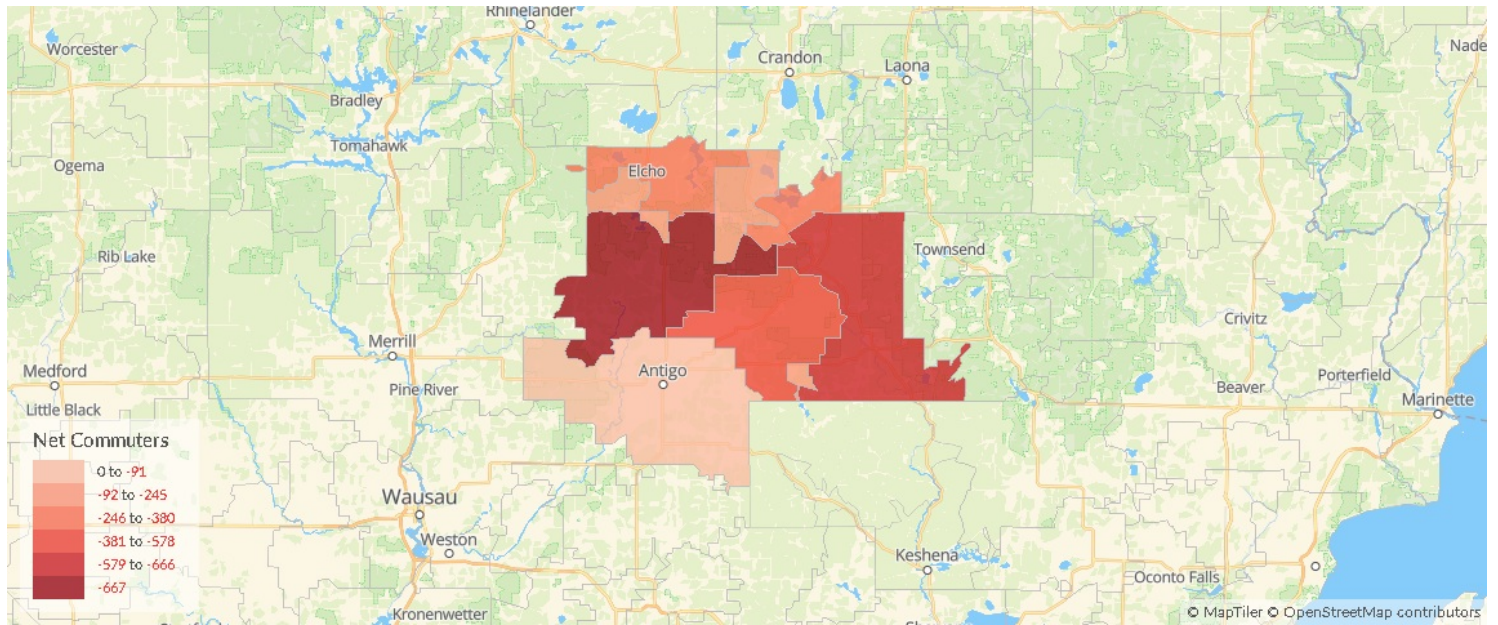 Rhinelander
Worcester
Nade
Crandon
Laona
Bradley
Tomahawk
Ogema
Elcho
Rib Lake
Townsend
Crivitz
Merrill
Medford
Antigo
Pine River
Porterfield
Beaver
Little Black
Marinette
Net Commuters
0 to -91
-92 to -245
-246 to -380
-381 to -578
-579 to -666
-667
Wausau
Weston
Keshena
Oconto Falls
Kronenwetter
© MapTiler © OpenStreetMap contributors